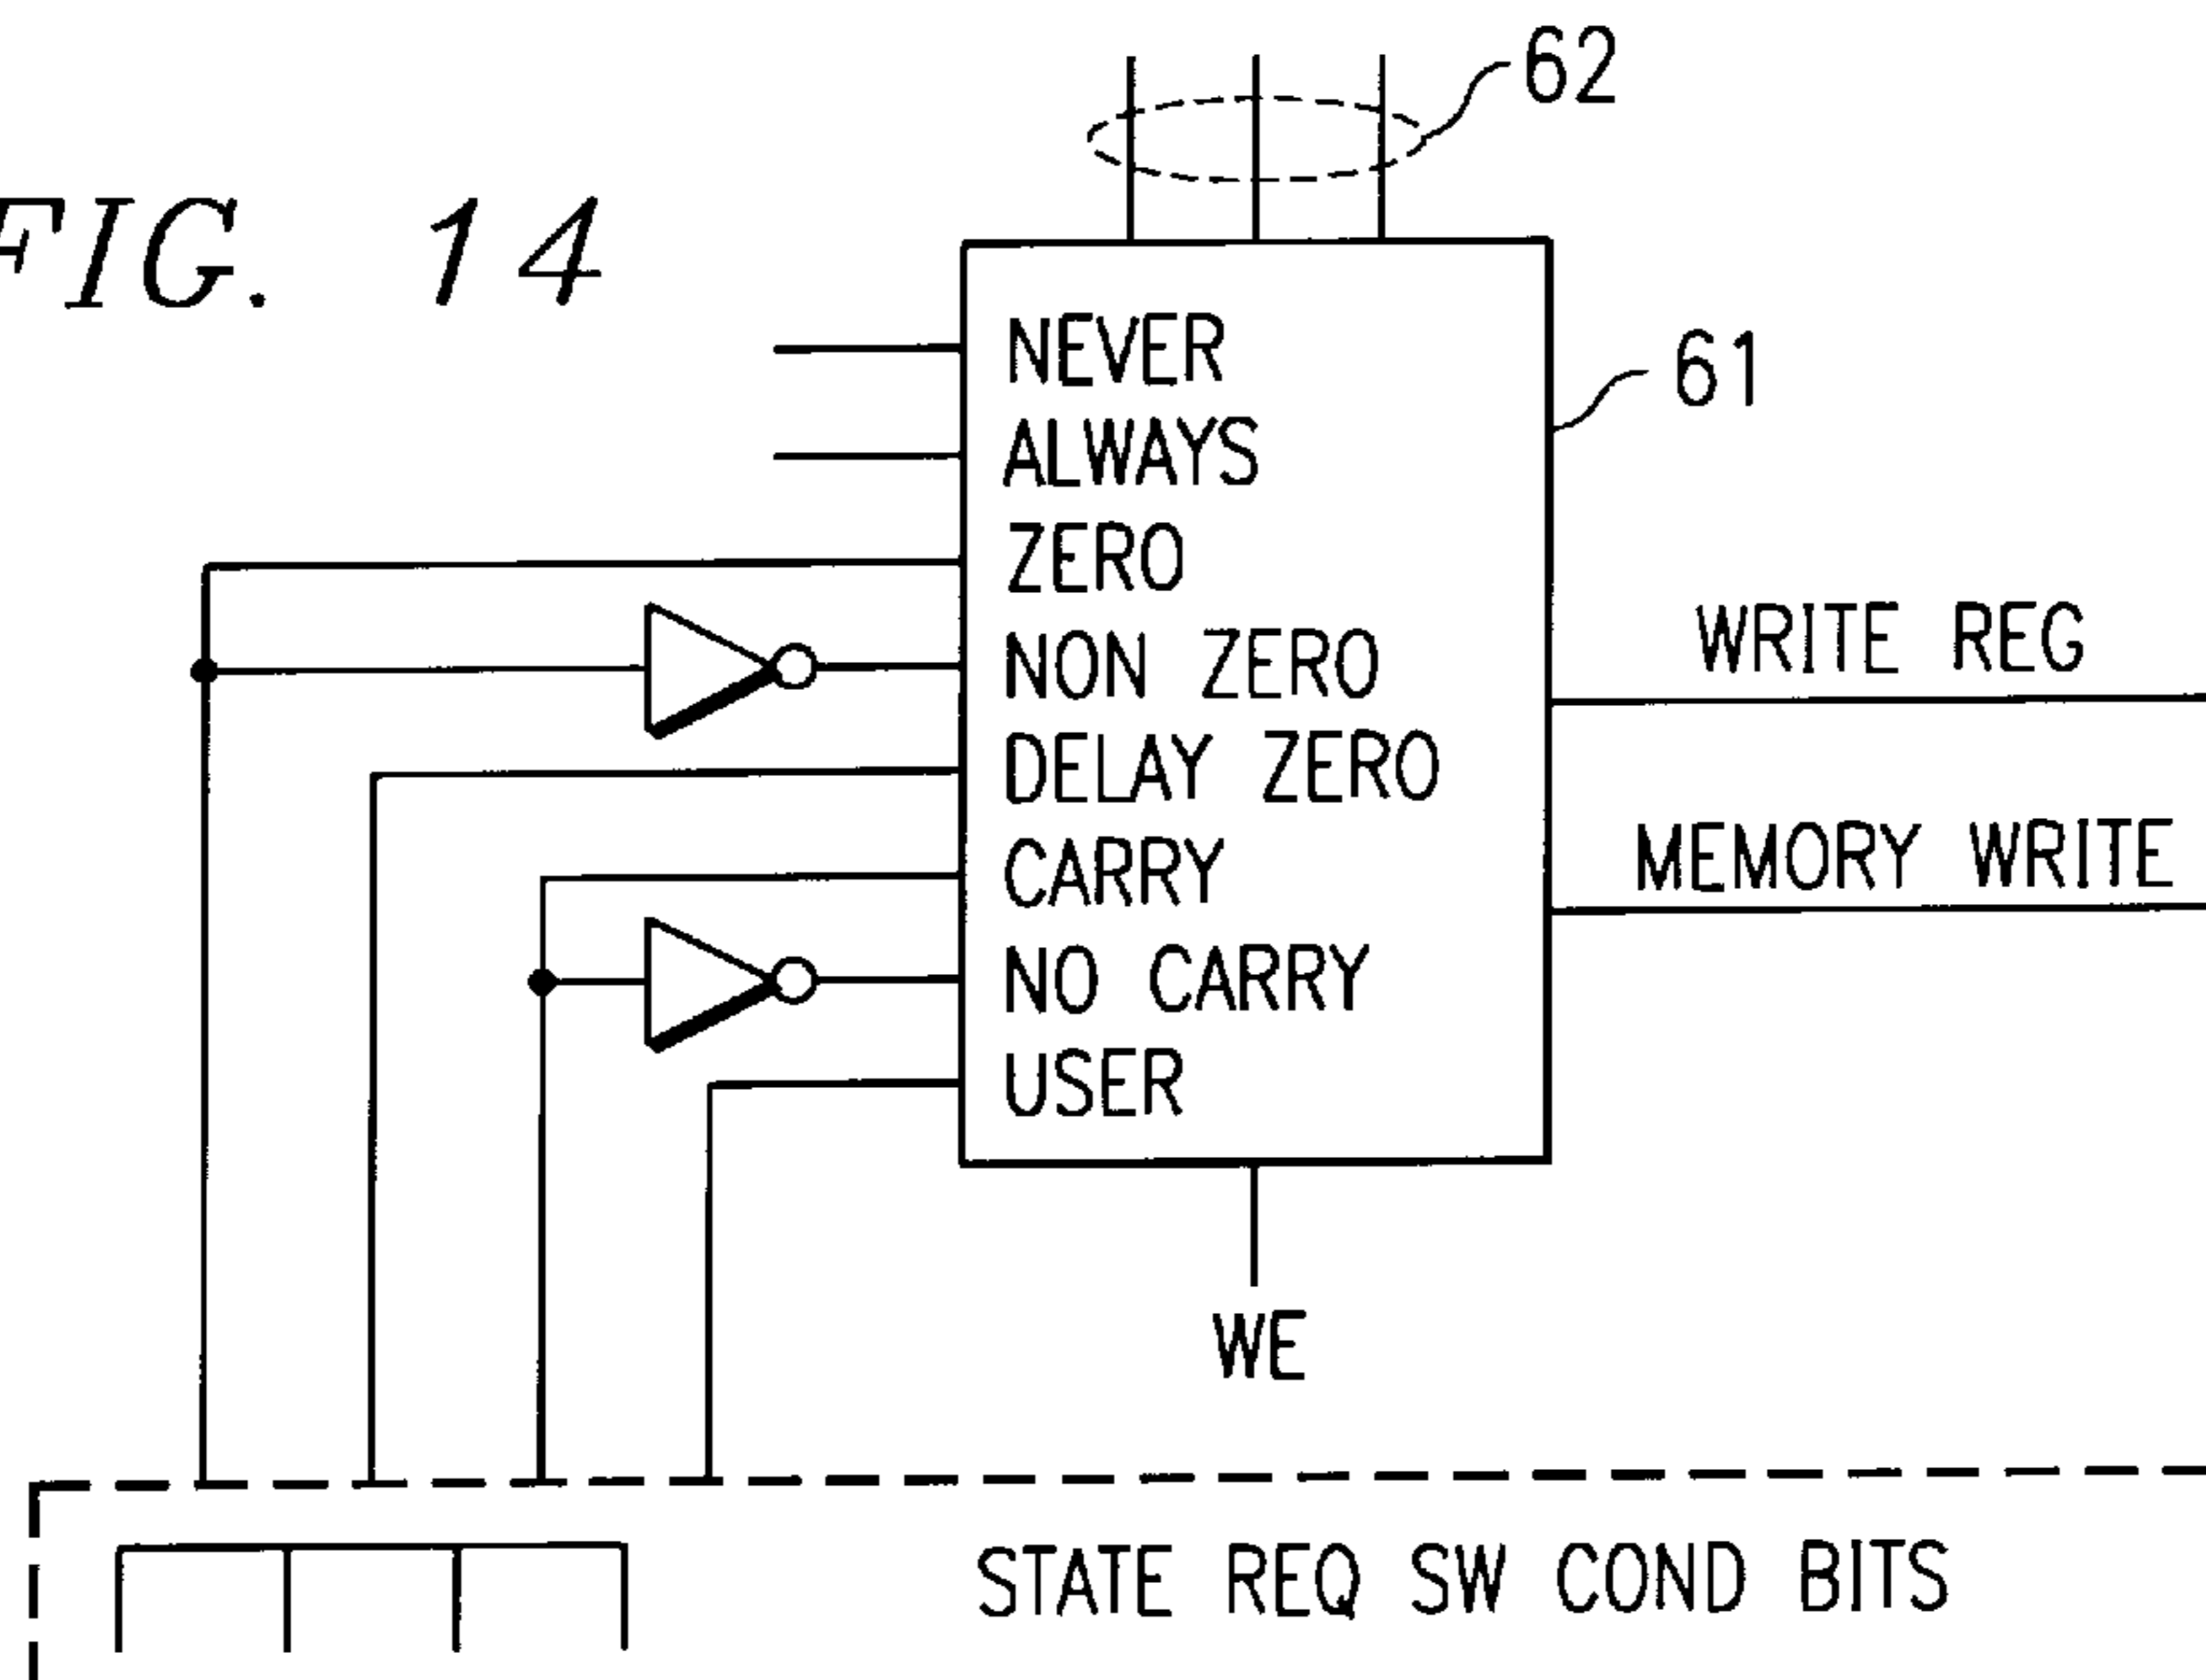 62
FIG. 14
NEVER
61
ALWAYS
ZERO
NON ZERO
WRITE REG
DELAY ZERO
CARRY
MEMORY WRITE
NO CARRY
USER
WE
STATE REQ SW COND BITS